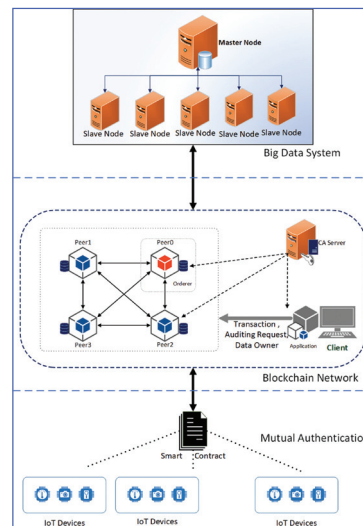 Master Node
Slave Node Slave Node Slave Node Slave Node Slave Node
Big Data System
Peer1 Peer0
CA Server
Orderer
Peer3 Peer2
Transaction ,
Auditing Request,
Data Owner
Application
Client
Blockchain Network
Mutual Authentication
Smart Contract
IoT Devices IoT Devices IoT Devices